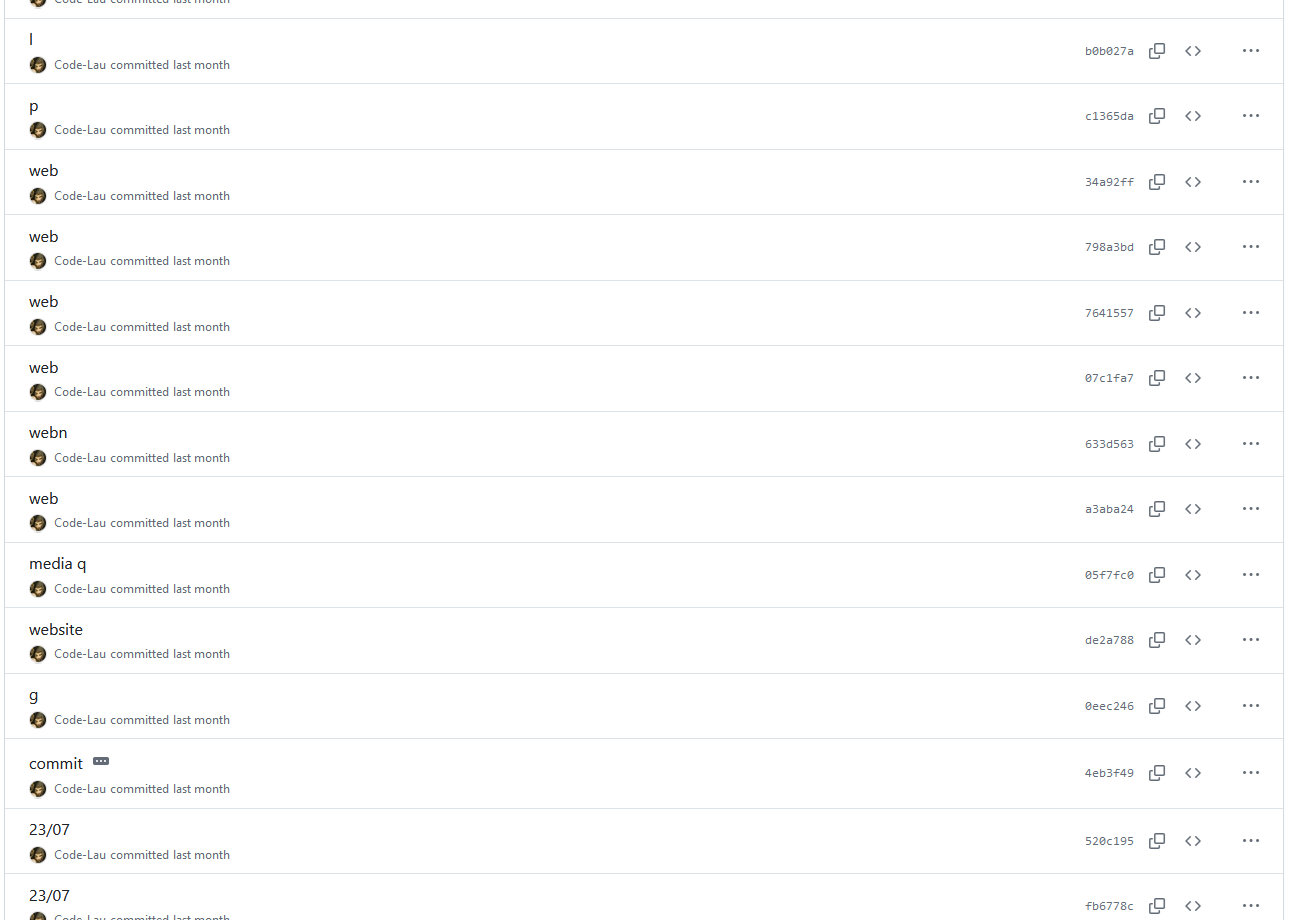 Code-Lau committed last month
l
Code-Lau committed last month
b0b027a
p
Code-Lau committed last month
c1365da
web
Code-Lau committed last month
34a92ff
web
Code-Lau committed last month
798a3bd
web
Code-Lau committed last month
7641557
web
Code-Lau committed last month
07c1fa7
webn
Code-Lau committed last month
633d563
web
Code-Lau committed last month
a3aba24
media q
Code-Lau committed last month
05f7fc0
website
Code-Lau committed last month
de2a788
g
Code-Lau committed last month
0eec246
commit
Code-Lau committed last month
4eb3f49
23/07
Code-Lau committed last month
520c195
23/07
Code-Lau committed last month
fb6778c